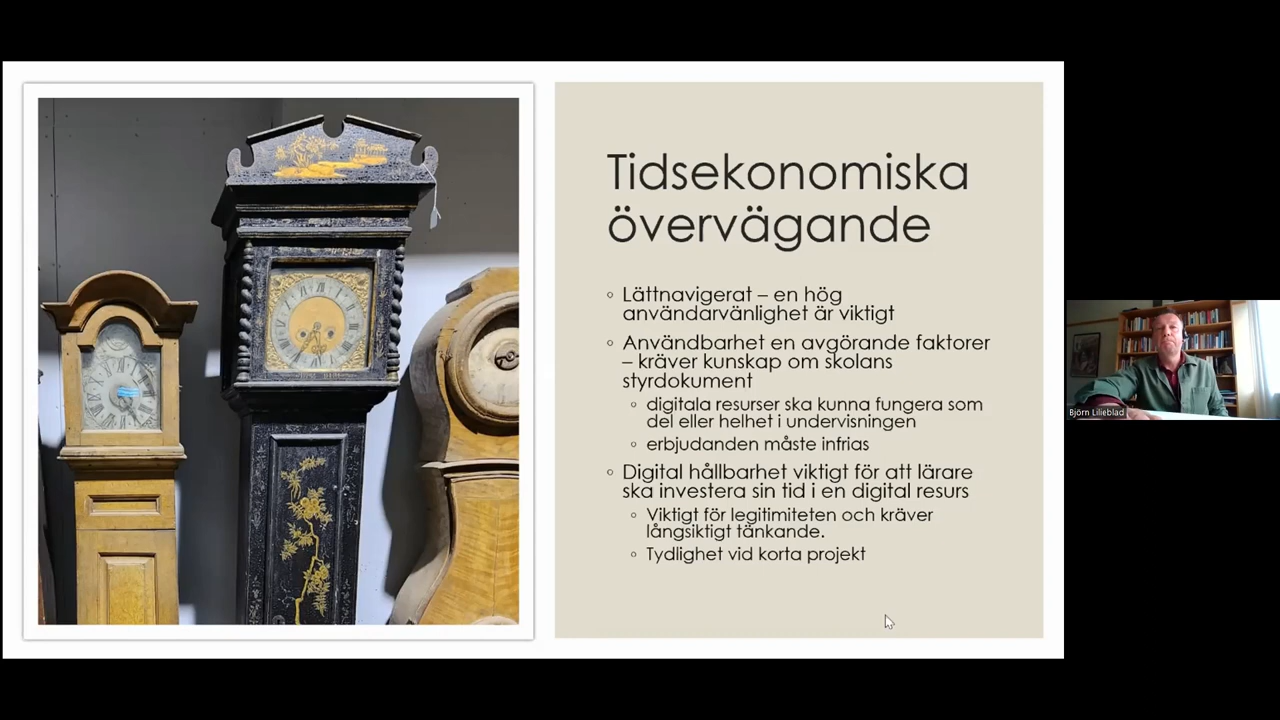 Tidsekonomiska
övervägande
Lättnavigerat – en hög
användarvänlighet är viktigt
Användbarhet en avgörande faktorer
– kräver kunskap om skolans
styrdokument
digitala resurser ska kunna fungera som
del eller helhet i undervisningen
erbjudanden måste infrias
Digital hållbarhet viktigt för att lärare
ska investera sin tid i en digital resurs
Viktigt för legitimiteten och kräver
långsiktigt tänkande.
Tydlighet vid korta projekt
Björn Lilieblad